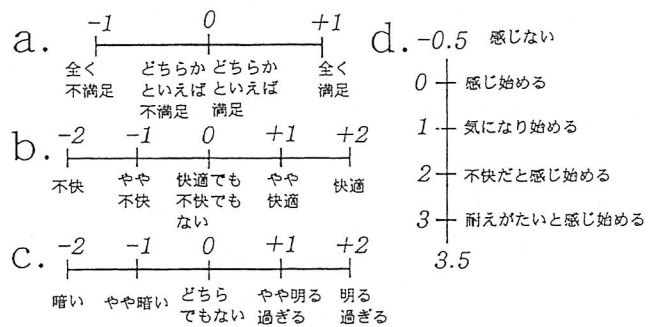 a.
-1 0 +1
全く
不満足
どちらか
といえば
不満足
どちらか
といえば
満足
全く
満足
b.
-2 -1 0 +1 +2
不快
やや
不快
快適でも
不快でも
ない
やや
快適
快適
c.
-2 -1 0 +1 +2
暗い
やや暗い
どちら
でもない
やや明る
過ぎる
明る
過ぎる
d.
-0.5 感じない
0 感じ始める
1 気になり始める
2 不快だと感じ始める
3 耐えがたいと感じ始める
3.5